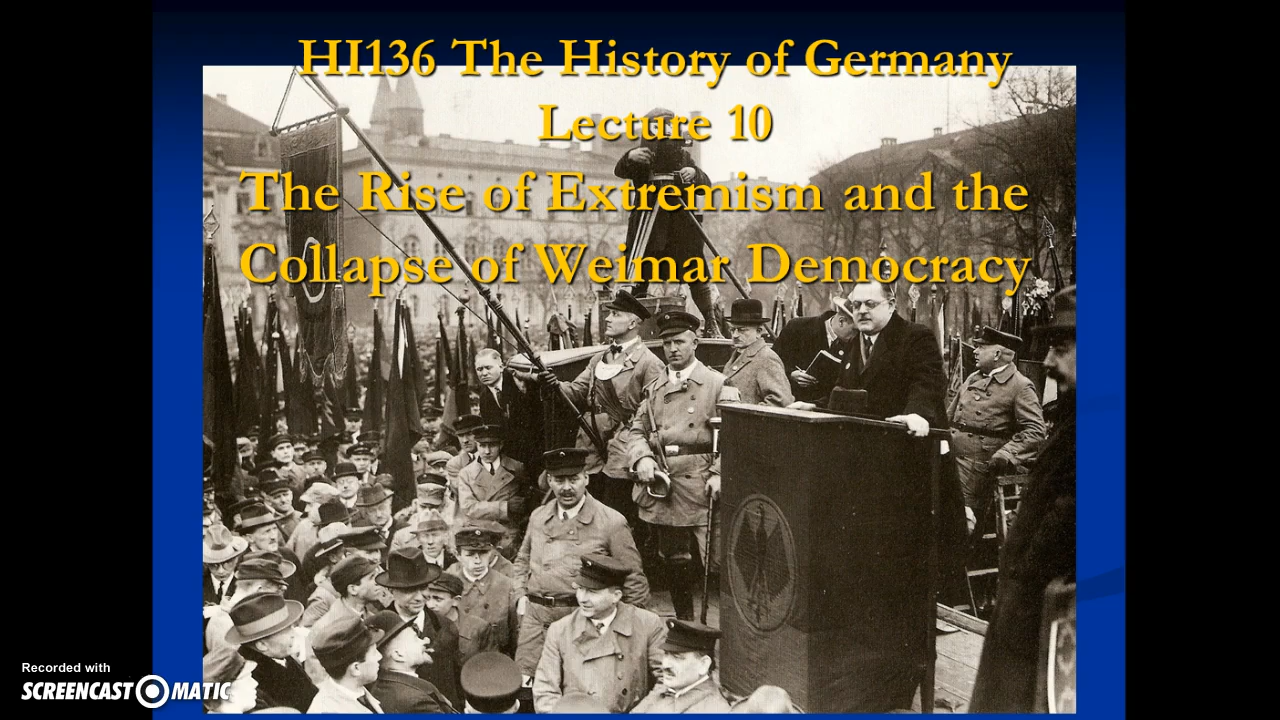 HI136 The History of Germany
Lecture 10
The Rise of Extremism and the
Collapse of Weimar Democracy
Recorded with
SCREENCAST-O-MATIC